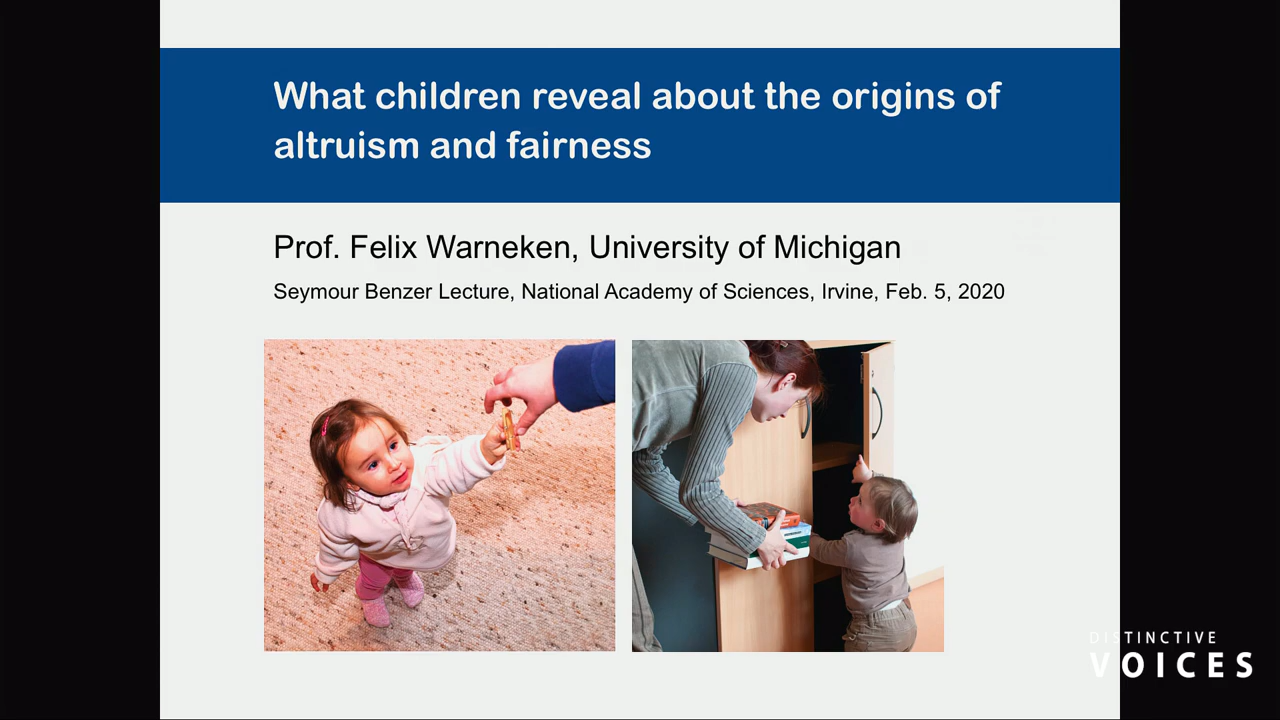 What children reveal about the origins of
altruism and fairness
Prof. Felix Warneken, University of Michigan
Seymour Benzer Lecture, National Academy of Sciences, Irvine, Feb. 5, 2020
DISTINCTIVE
VOICES